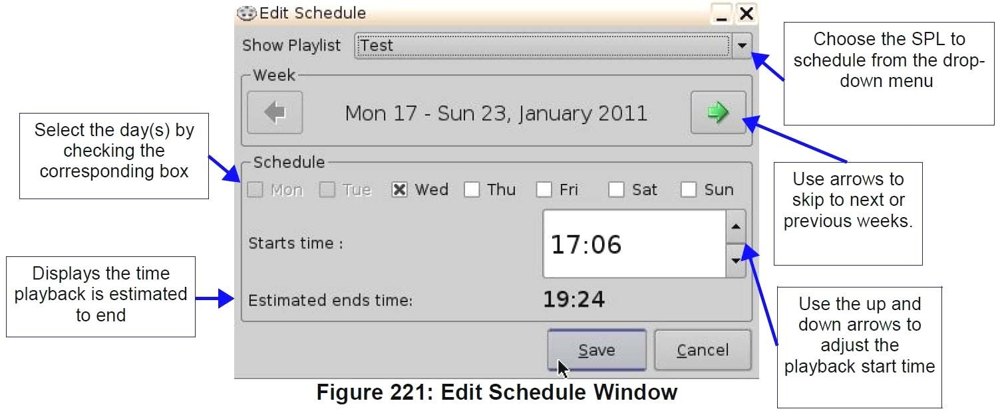 Edit Schedule
Show Playlist Test
Choose the SPL to
schedule from the drop-
down menu
Week
Mon 17 - Sun 23, January 2011
Select the day(s) by
checking the
corresponding box
Use arrows to
skip to next or
previous weeks.
Schedule
Mon Tue Wed Thu Fri Sat Sun
Starts time : 17:06
Displays the time
playback is estimated
to end
Estimated ends time: 19:24
Use the up and
down arrows to
adjust the
playback start time
Save Cancel
Figure 221: Edit Schedule Window